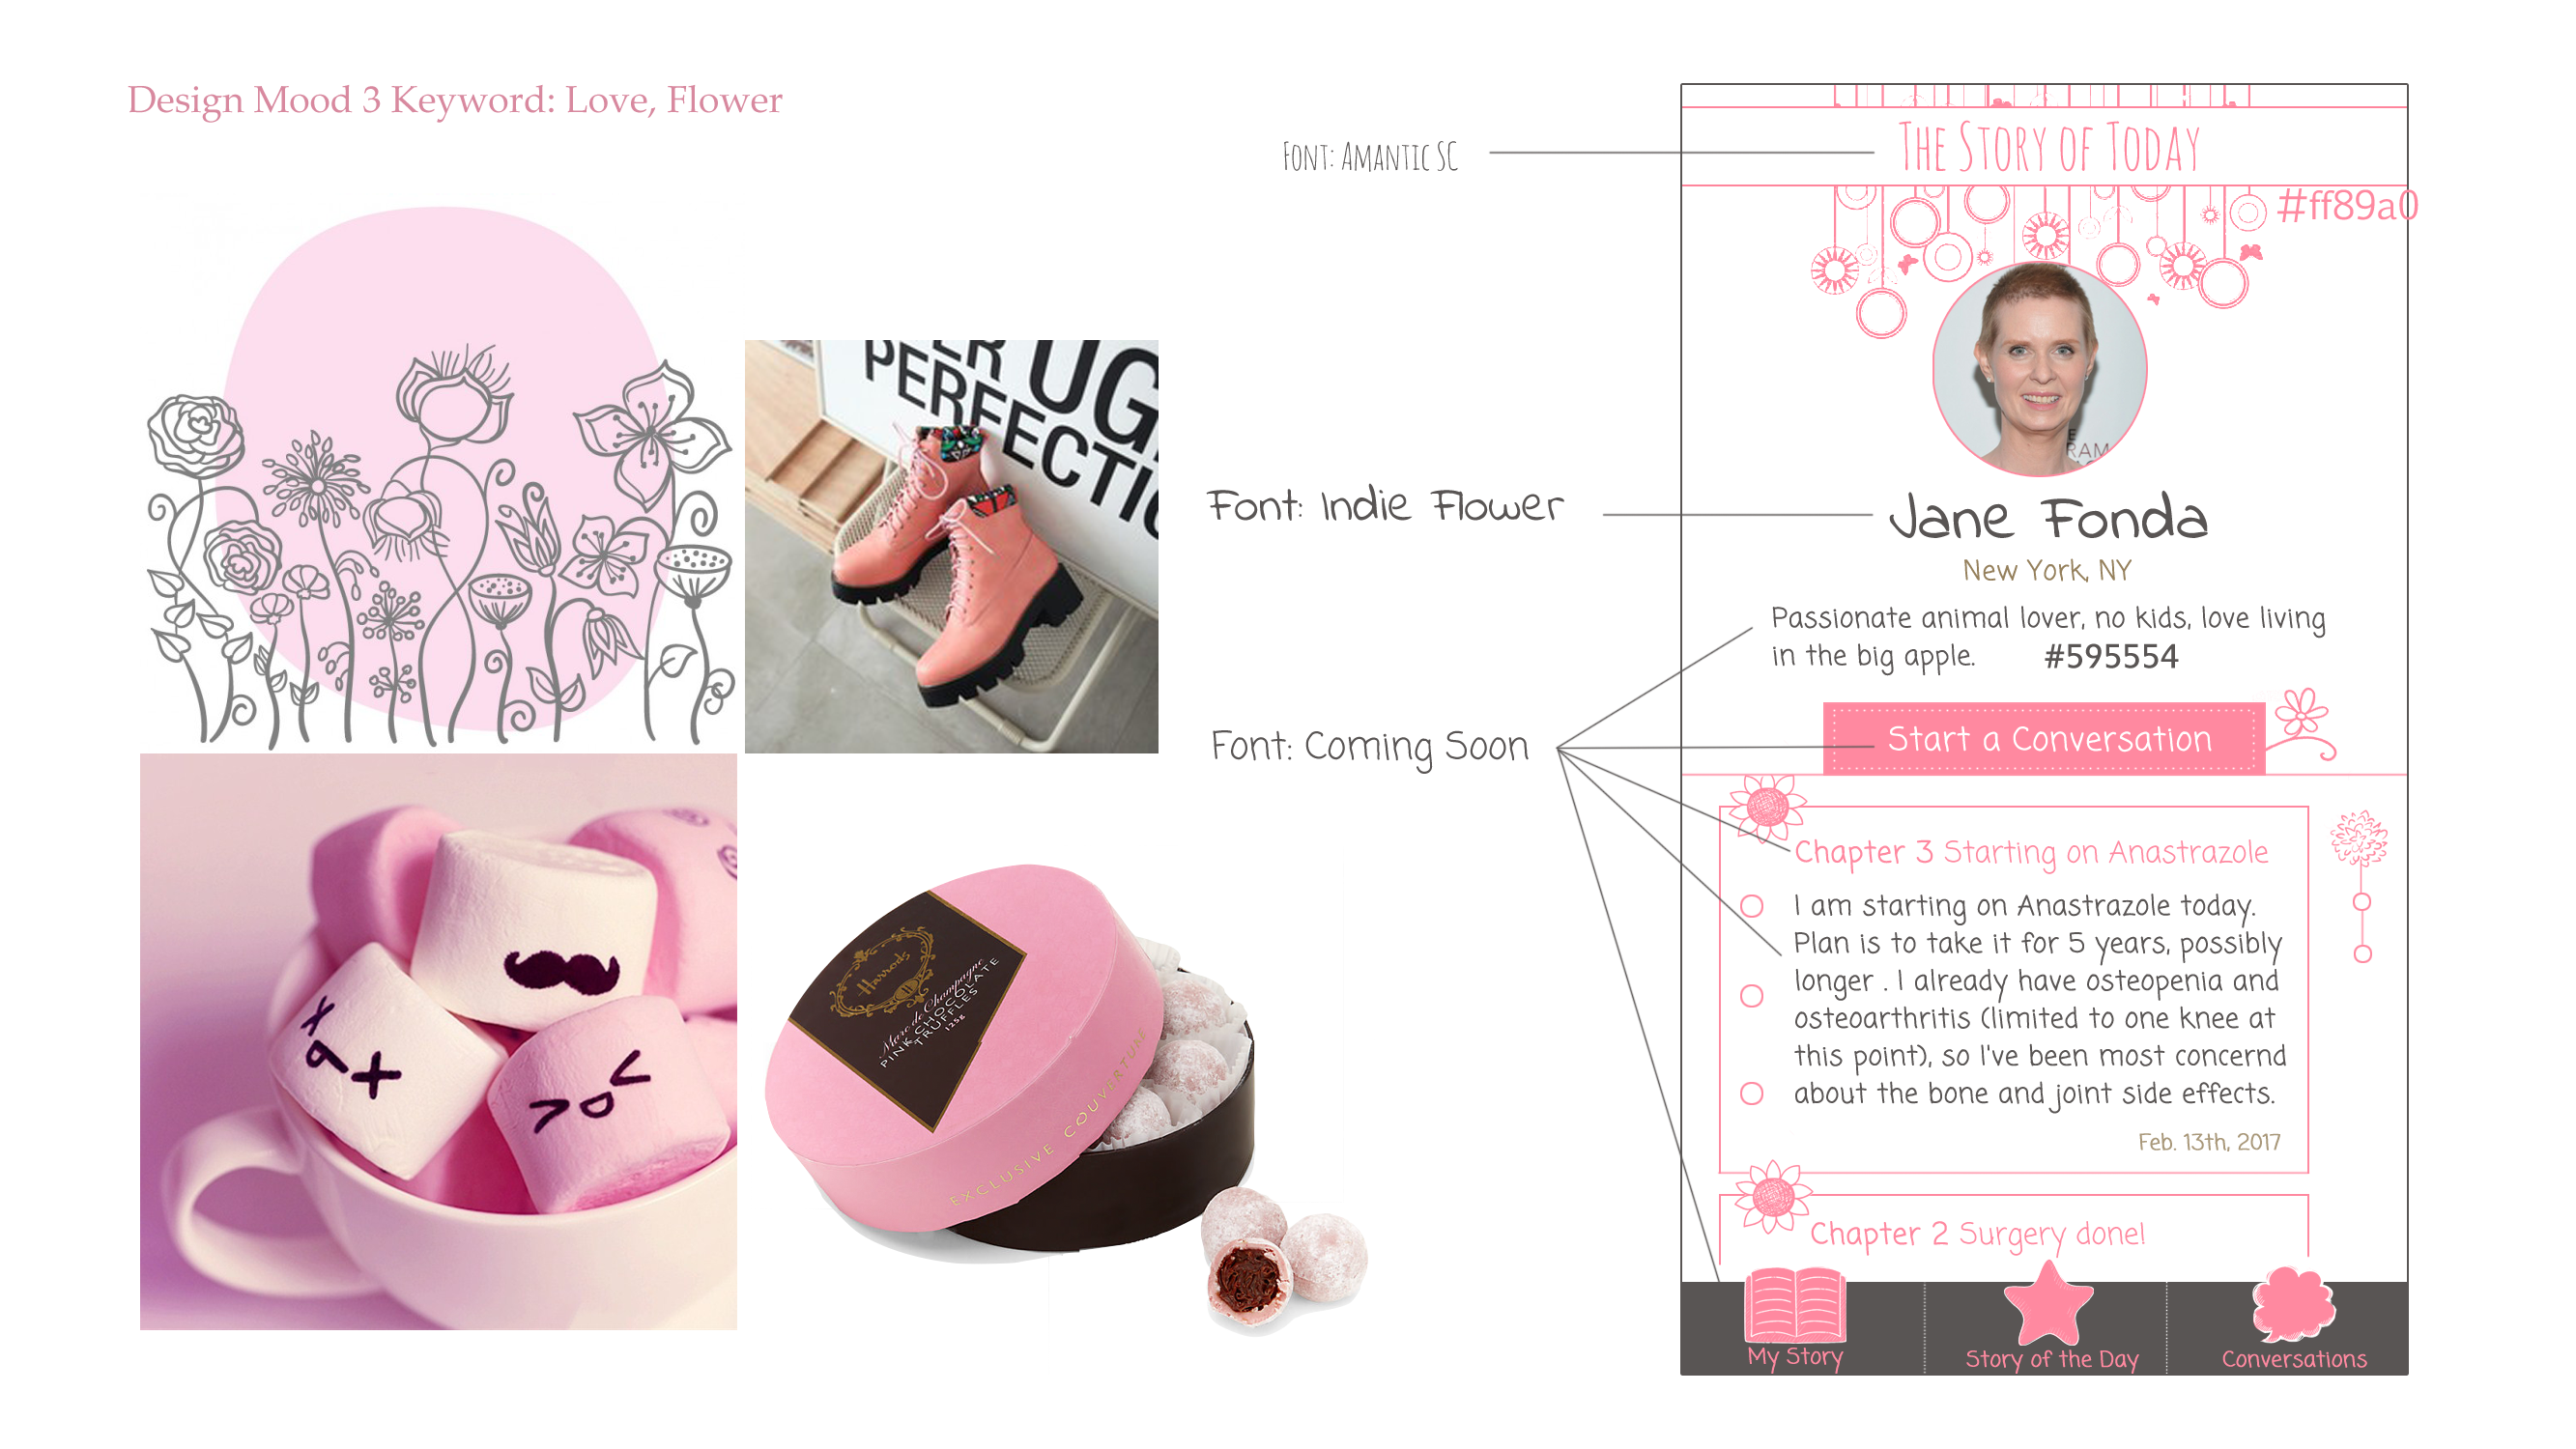 Design Mood 3 Keyword: Love, Flower
Font: Amantic SC
The Story of Today
#ff89a0
PERFECTI
Font: Indie Flower
Jane Fonda
New York, NY
Passionate animal lover, no kids, love living
in the big apple.
#595554
Font: Coming Soon
Start a Conversation
Chapter 3 Starting on Anastrazole
I am starting on Anastrazole today.
Plan is to take it for 5 years, possibly
longer . I already have osteopenia and
osteoarthritis (limited to one knee at
this point), so I've been most concernd
about the bone and joint side effects.
Feb. 13th, 2017
Harrods
Marc de Champagne
PINK CHOCOLATE
TRUFFLES
125g
EXCLUSIVE COUVERTURE
Chapter 2 Surgery done!
My Story
Story of the Day
Conversations